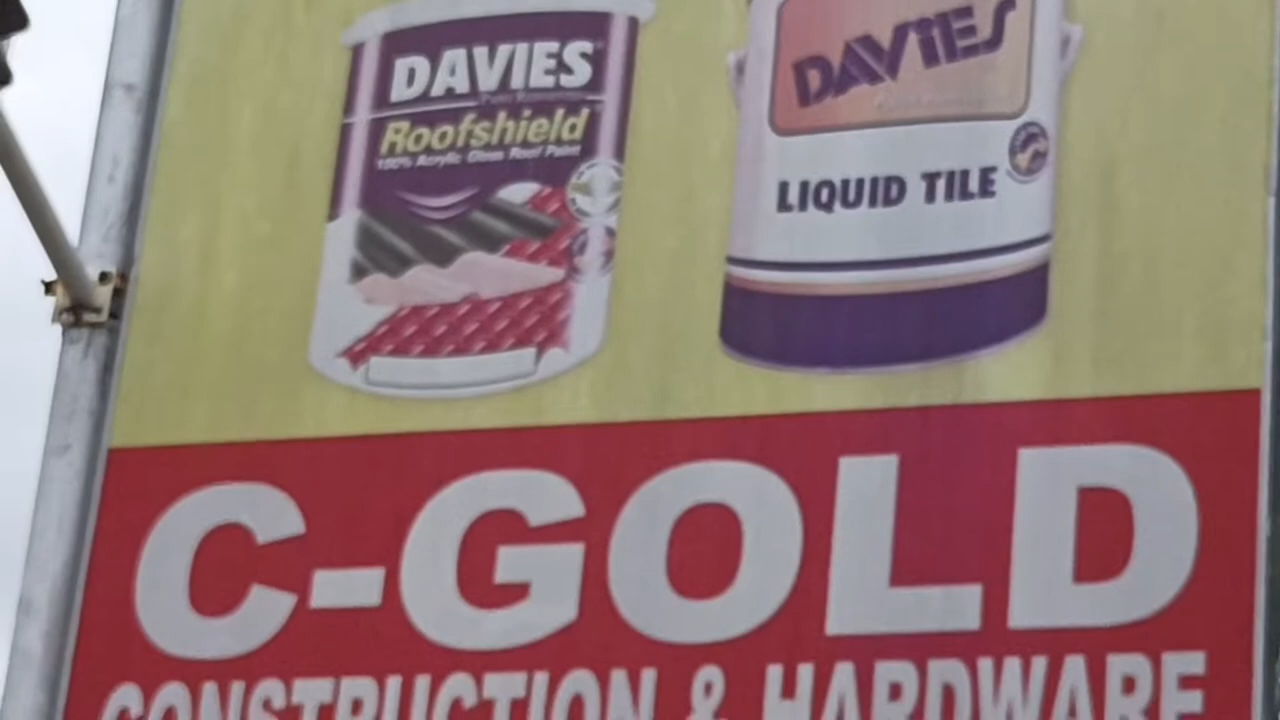 DAVIES
Roofshield
100% Acrylic Gloss Roof Paint
DAVIES
LIQUID TILE
C-GOLD
CONSTRUCTION & HARDWARE